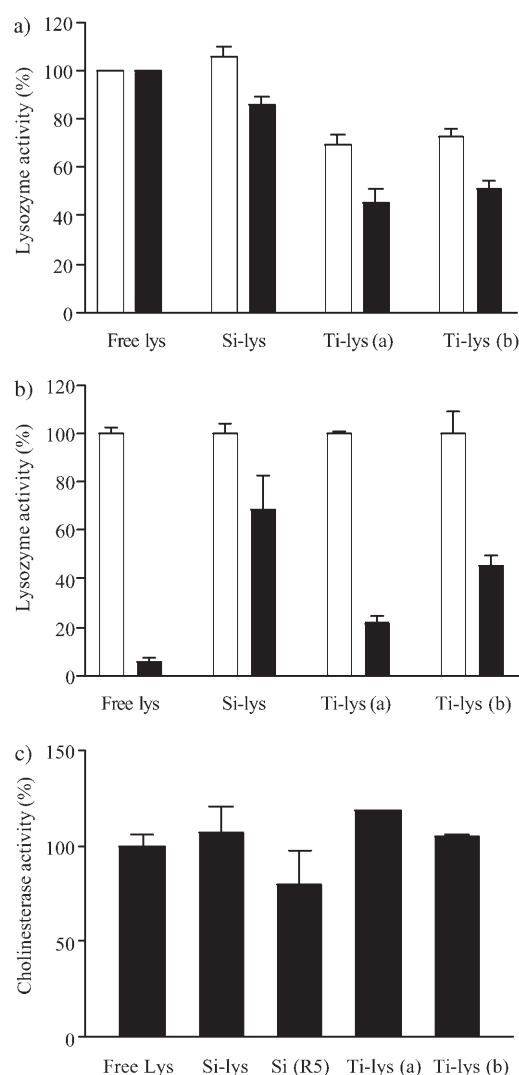 a)
Lysozyme activity (%)
120
100
80
60
40
20
0
Free lys Si-lys Ti-lys (a) Ti-lys (b)
b)
Lysozyme activity (%)
120
100
80
60
40
20
0
Free lys Si-lys Ti-lys (a) Ti-lys (b)
c)
Cholinesterase activity (%)
150
100
50
0
Free Lys Si-lys Si (R5) Ti-lys (a) Ti-lys (b)